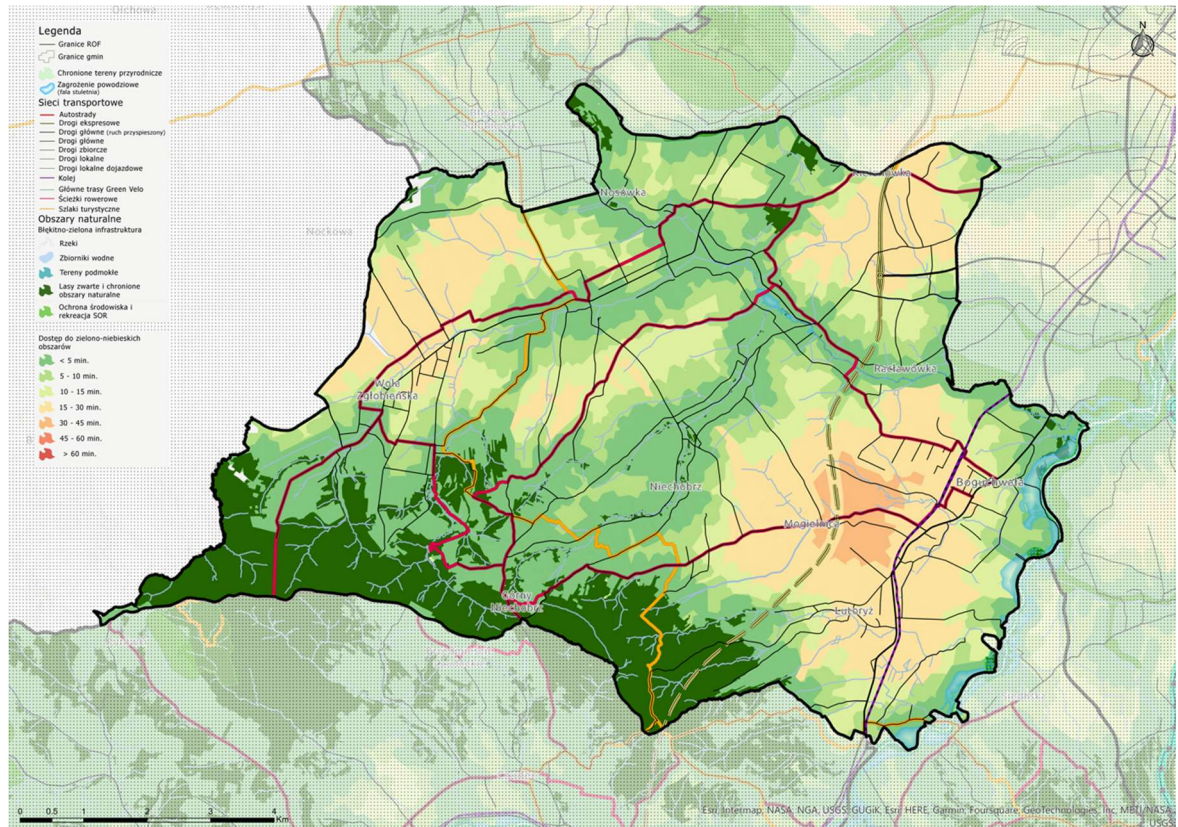 Olchowa
Legenda
Granice ROF
Granice gmin
Chronione tereny przyrodnicze
Zagrożenie powodziowe
(fala stuletnia)
Sieci transportowe
Autostrady
Drogi ekspresowe
Drogi główne (ruch przyspieszony)
Drogi główne
Drogi zbiorcze
Drogi lokalne
Drogi lokalne dojazdowe
Kolej
Główne trasy Green Velo
Ścieżki rowerowe
Szlaki turystyczne
Obszary naturalne
Błękitno-zielona infrastruktura
Rzeki
Zbiorniki wodne
Tereny podmokłe
Lasy zwarte i chronione
obszary naturalne
Ochrona środowiska i
rekreacja SOR
Dostęp do zielono-niebieskich
obszarów
< 5 min.
5 - 10 min.
10 - 15 min.
15 - 30 min.
30 - 45 min.
45 - 60 min.
> 60 min.
N
Nosówka
Nockowa
Racławówka
Wola
Zgłobieńska
Niechobrz
Boguchwała
Mogielnica
Górny
Niechobrz
Lutoryż
0 0.5 1 2 3 4
Km
Esri, Intermap, NASA, NGA, USGS; GUGiK, Esri, HERE, Garmin, Foursquare, GeoTechnologies, Inc, METI/NASA,
USGS